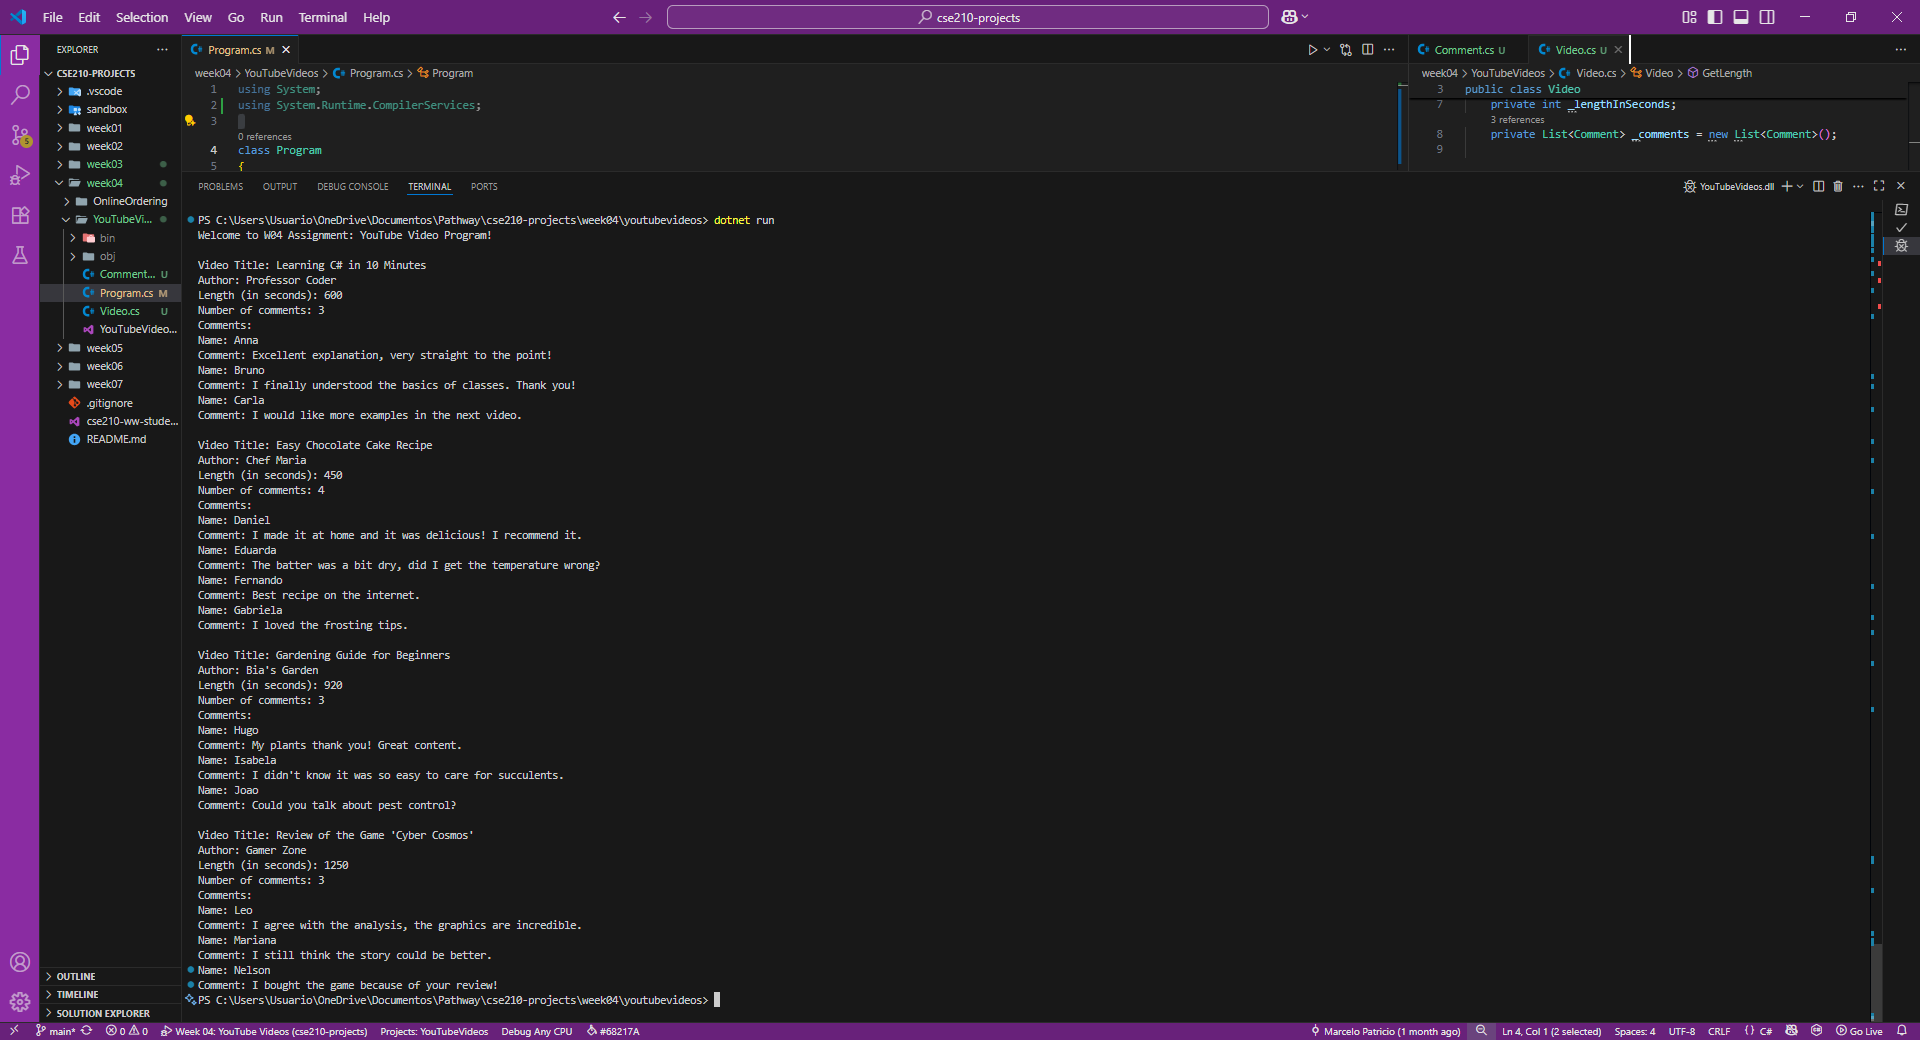 File Edit Selection View Go Run Terminal Help
cse210-projects
EXPLORER
CSE210-PROJECTS
.vscode
sandbox
week01
week02
week03
week04
OnlineOrdering
YouTubeVi...
bin
obj
Comment... U
Program.cs M
Video.cs U
YouTubeVideo...
week05
week06
week07
.gitignore
cse210-ww-stude...
README.md
OUTLINE
TIMELINE
SOLUTION EXPLORER
Program.cs M
week04 > YouTubeVideos > Program.cs > Program
1 using System;
2 using System.Runtime.CompilerServices;
3
0 references
4 class Program
5 {
Comment.cs U Video.cs U
week04 > YouTubeVideos > Video.cs > Video > GetLength
3 public class Video
7 private int _lengthInSeconds;
3 references
8 private List<Comment> _comments = new List<Comment>();
9
PROBLEMS OUTPUT DEBUG CONSOLE TERMINAL PORTS
YouTubeVideos.dll
PS C:\Users\Usuario\OneDrive\Documentos\Pathway\cse210-projects\week04\youtubevideos> dotnet run
Welcome to W04 Assignment: YouTube Video Program!
Video Title: Learning C# in 10 Minutes
Author: Professor Coder
Length (in seconds): 600
Number of comments: 3
Comments:
Name: Anna
Comment: Excellent explanation, very straight to the point!
Name: Bruno
Comment: I finally understood the basics of classes. Thank you!
Name: Carla
Comment: I would like more examples in the next video.
Video Title: Easy Chocolate Cake Recipe
Author: Chef Maria
Length (in seconds): 450
Number of comments: 4
Comments:
Name: Daniel
Comment: I made it at home and it was delicious! I recommend it.
Name: Eduarda
Comment: The batter was a bit dry, did I get the temperature wrong?
Name: Fernando
Comment: Best recipe on the internet.
Name: Gabriela
Comment: I loved the frosting tips.
Video Title: Gardening Guide for Beginners
Author: Bia's Garden
Length (in seconds): 920
Number of comments: 3
Comments:
Name: Hugo
Comment: My plants thank you! Great content.
Name: Isabela
Comment: I didn't know it was so easy to care for succulents.
Name: Joao
Comment: Could you talk about pest control?
Video Title: Review of the Game 'Cyber Cosmos'
Author: Gamer Zone
Length (in seconds): 1250
Number of comments: 3
Comments:
Name: Leo
Comment: I agree with the analysis, the graphics are incredible.
Name: Mariana
Comment: I still think the story could be better.
Name: Nelson
Comment: I bought the game because of your review!
PS C:\Users\Usuario\OneDrive\Documentos\Pathway\cse210-projects\week04\youtubevideos>
main* 0 0 Week 04: YouTube Videos (cse210-projects) Projects: YouTubeVideos Debug Any CPU #68217A Marcelo Patricio (1 month ago) Ln 4, Col 1 (2 selected) Spaces: 4 UTF-8 CRLF {} C# Go Live